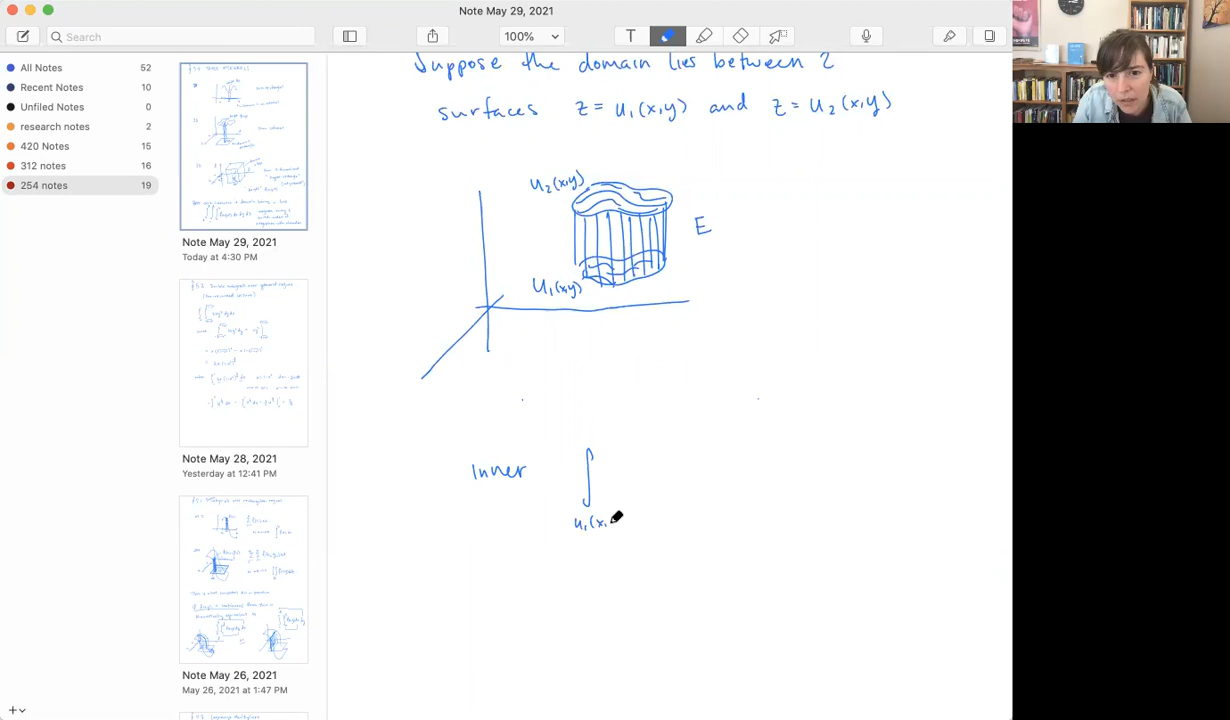 Note May 29, 2021
Search
100%
T
All Notes 52
Recent Notes 10
Unfiled Notes 0
research notes 2
420 Notes 15
312 notes 16
254 notes 19
Note May 29, 2021
Today at 4:30 PM
Note May 28, 2021
Yesterday at 12:41 PM
Note May 26, 2021
May 26, 2021 at 1:47 PM
Suppose the domain lies between 2
surfaces z = u₁(x,y) and z = u₂(x,y)
u₂(x,y)
E
u₁(x,y)
Inner ∫
u₁(x,